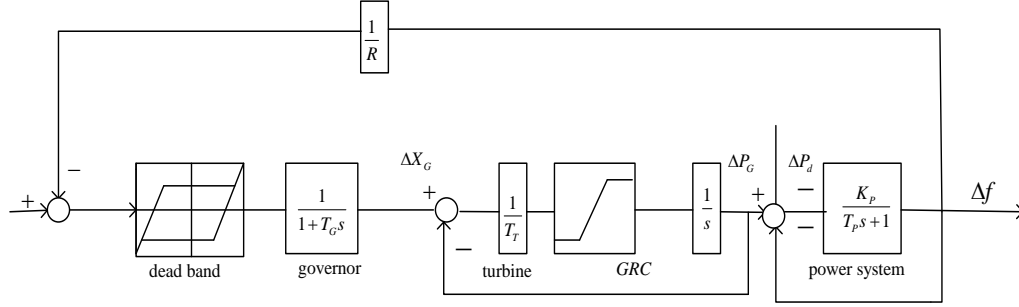 1
R
−
+
dead band
1
1+T_G s
governor
ΔX_G
+
−
1
T_T
turbine
GRC
1
s
ΔP_G
+
ΔP_d
−
−
K_P
T_P s+1
power system
Δf